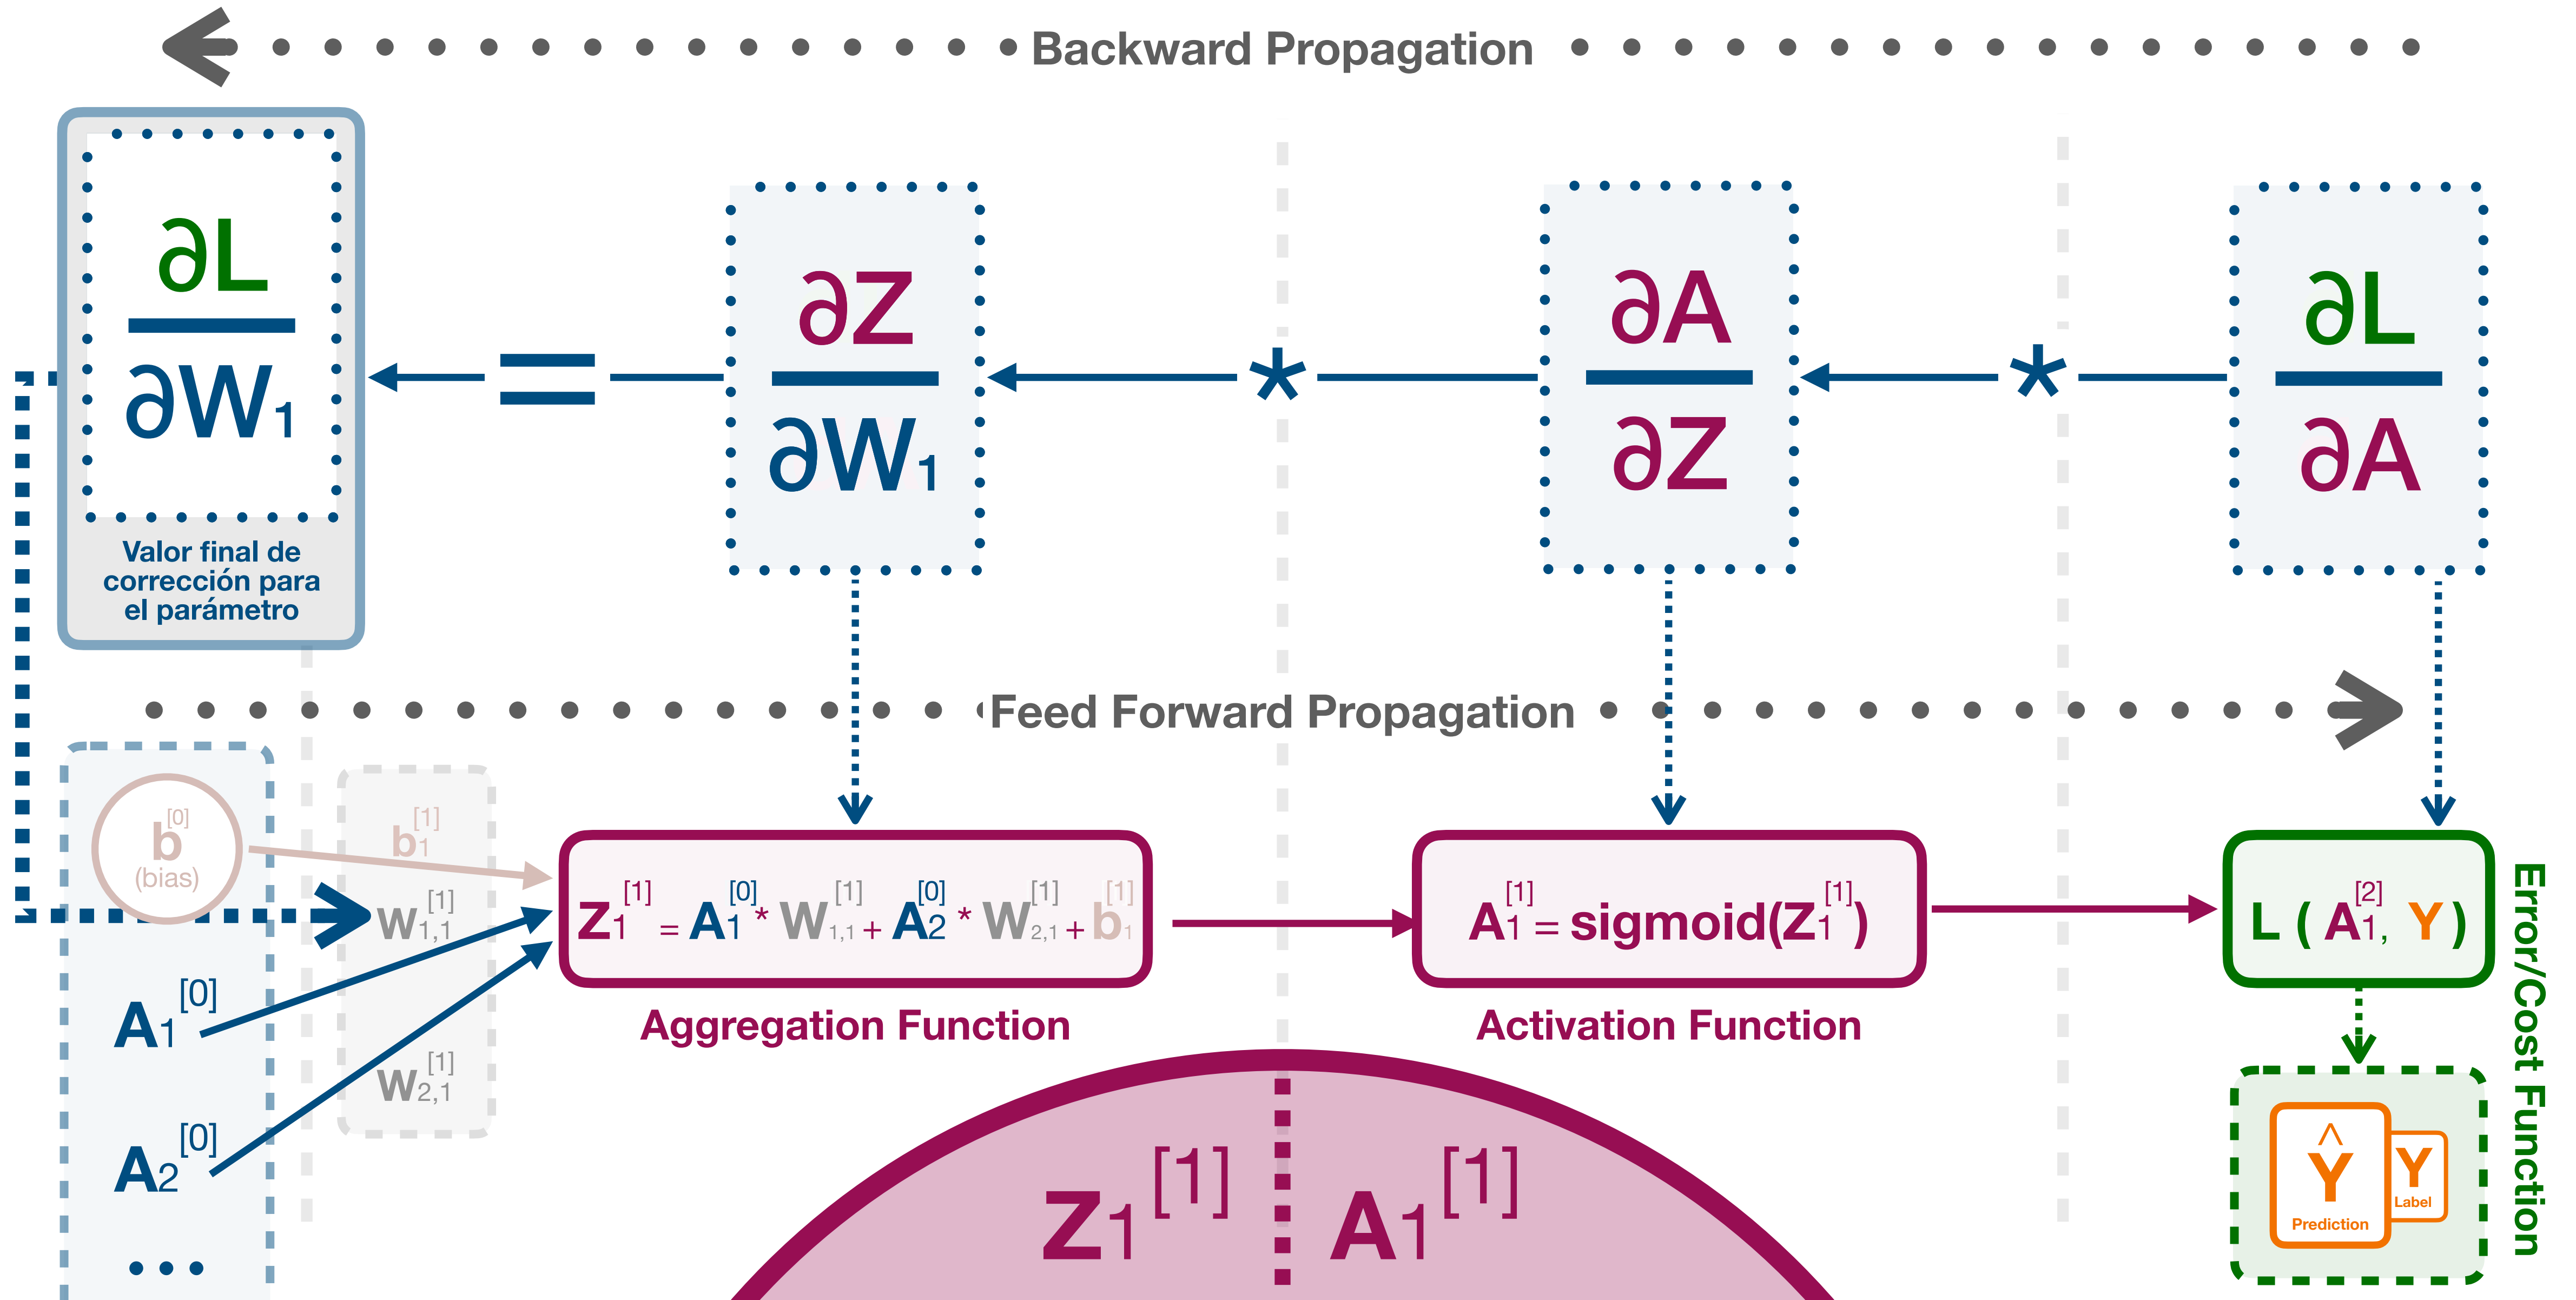 Backward Propagation
∂L
∂W1
=
∂Z
∂W1
*
∂A
∂Z
*
∂L
∂A
Valor final de
corrección para
el parámetro
Feed Forward Propagation
b[0]
(bias)
A1[0]
A2[0]
...
b1[1]
W1,1[1]
W2,1[1]
Z1[1] = A1[0] * W1,1[1] + A2[0] * W2,1[1] + b1[1]
Aggregation Function
A1[1] = sigmoid(Z1[1])
Activation Function
L ( A1[2], Y )
Error/Cost Function
Ŷ
Prediction
Y
Label
Z1[1]
A1[1]